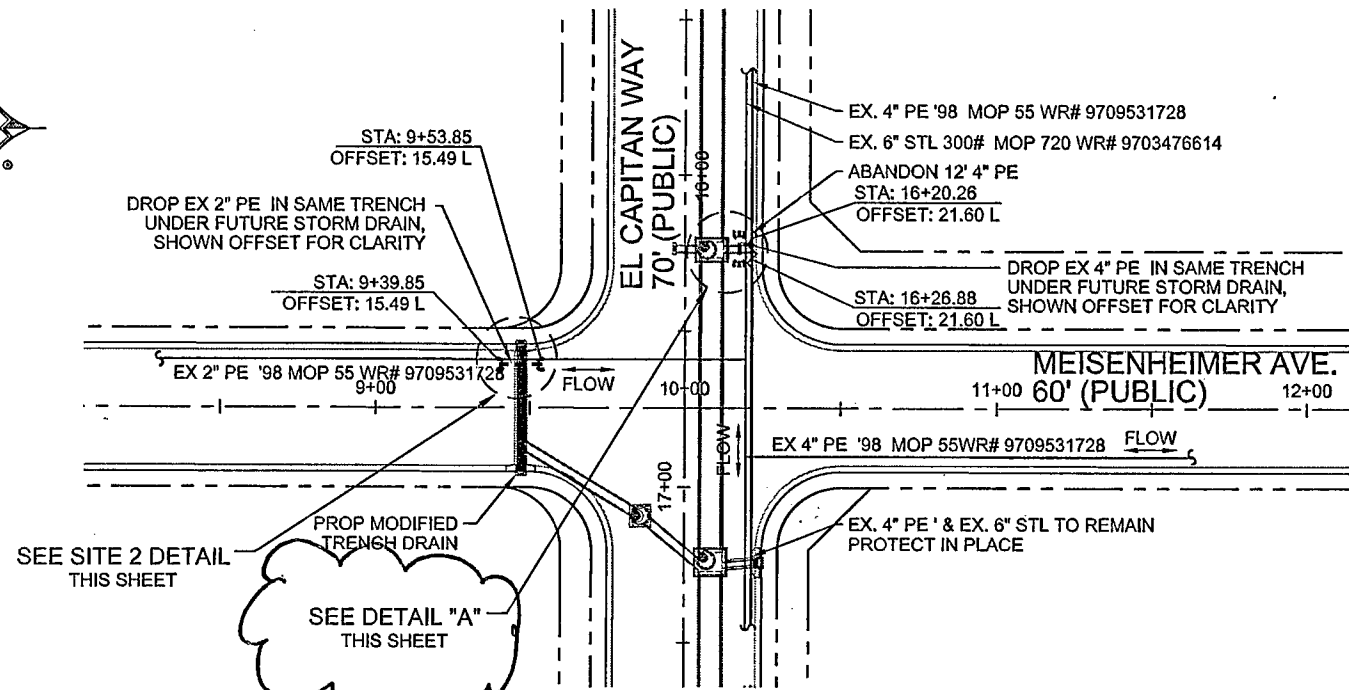 EL CAPITAN WAY
70' (PUBLIC)
16+00
EX. 4" PE '98 MOP 55 WR# 9709531728
EX. 6" STL 300# MOP 720 WR# 9703476614
ABANDON 12' 4" PE
STA: 16+20.26
OFFSET: 21.60 L
STA: 9+53.85
OFFSET: 15.49 L
DROP EX 2" PE IN SAME TRENCH
UNDER FUTURE STORM DRAIN,
SHOWN OFFSET FOR CLARITY
STA: 9+39.85
OFFSET: 15.49 L
DROP EX 4" PE IN SAME TRENCH
UNDER FUTURE STORM DRAIN,
SHOWN OFFSET FOR CLARITY
STA: 16+26.88
OFFSET: 21.60 L
EX 2" PE '98 MOP 55 WR# 9709531728
9+00
FLOW
10+00
MEISENHEIMER AVE.
60' (PUBLIC)
11+00
12+00
FLOW
EX 4" PE '98 MOP 55WR# 9709531728
FLOW
17+00
PROP MODIFIED
TRENCH DRAIN
EX. 4" PE ' & EX. 6" STL TO REMAIN
PROTECT IN PLACE
SEE SITE 2 DETAIL
THIS SHEET
SEE DETAIL "A"
THIS SHEET